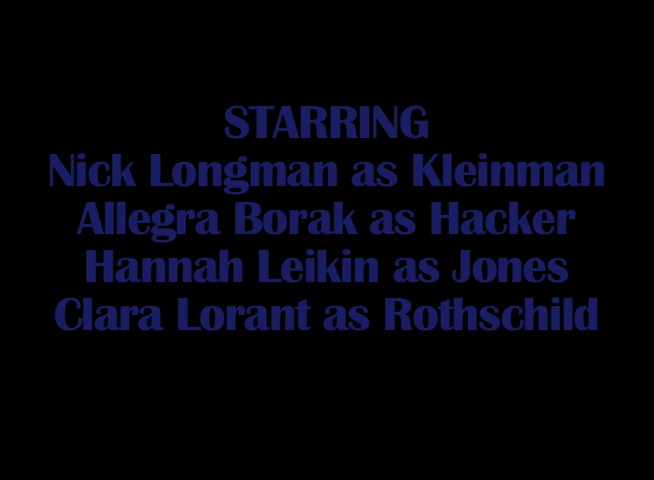 STARRING
Nick Longman as Kleinman
Allegra Borak as Hacker
Hannah Leikin as Jones
Clara Lorant as Rothschild